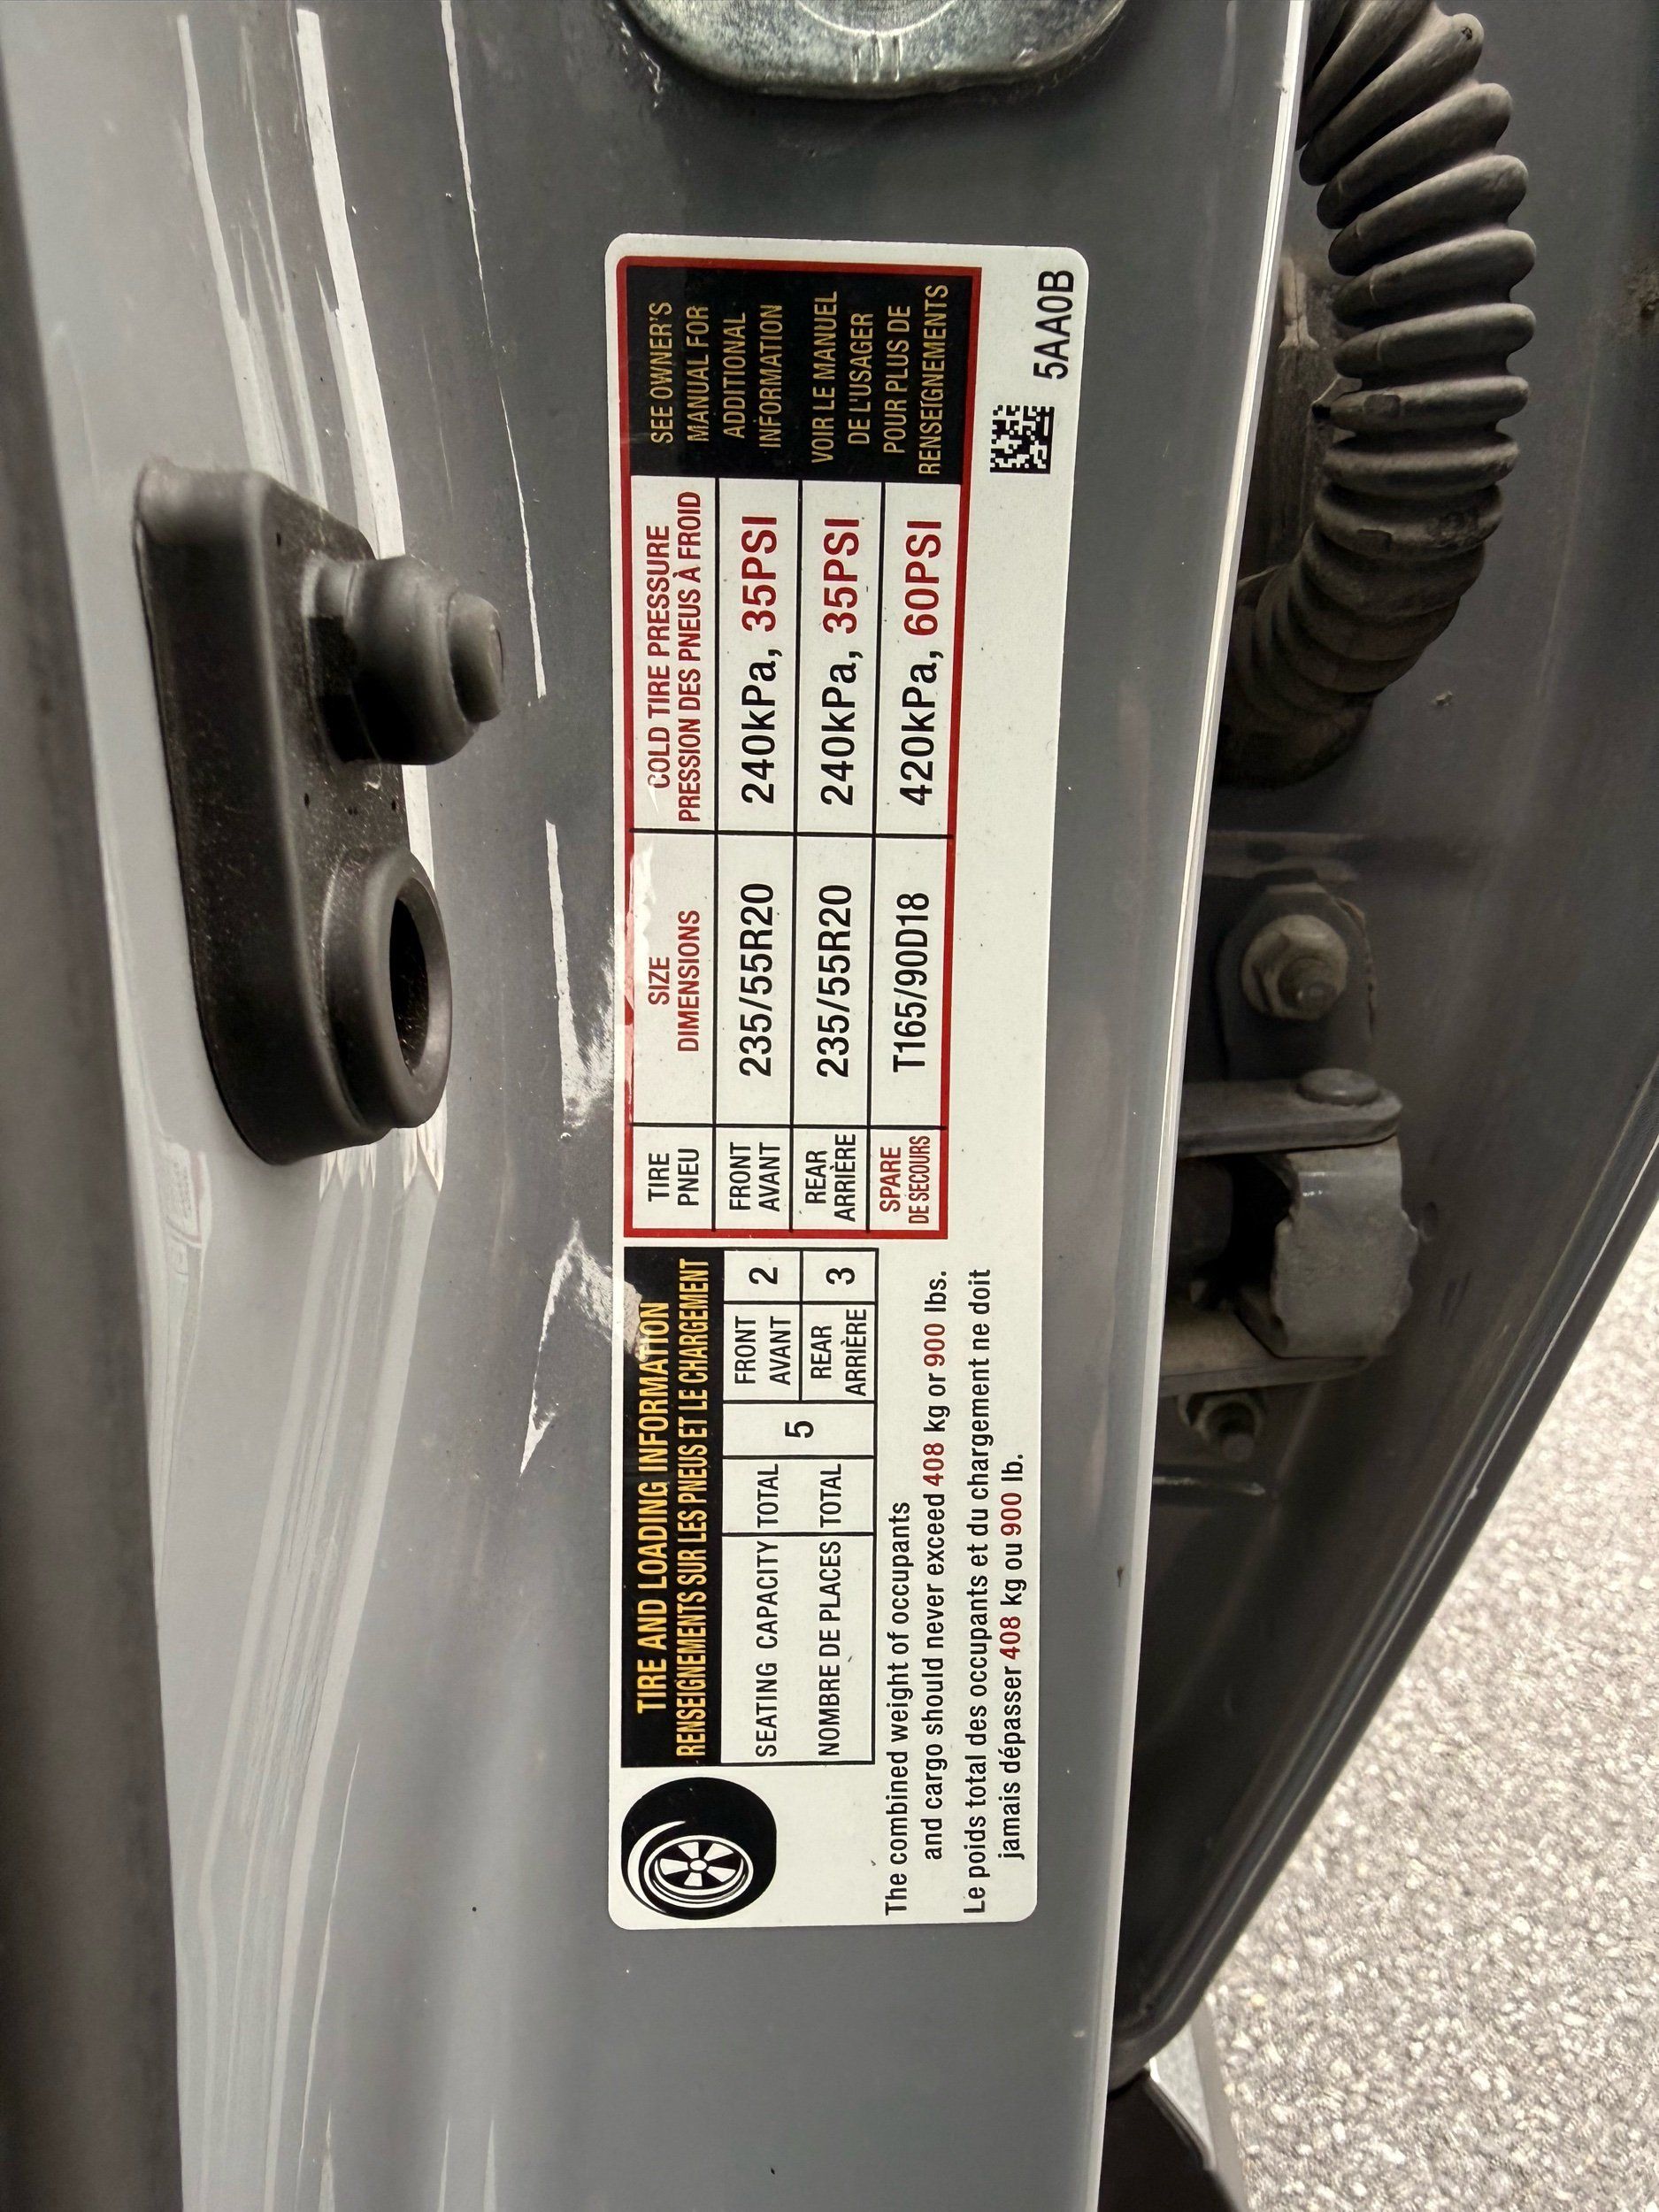 TIRE AND LOADING INFORMATION
RENSEIGNEMENTS SUR LES PNEUS ET LE CHARGEMENT
SEATING CAPACITY TOTAL 5 FRONT AVANT 2
NOMBRE DE PLACES TOTAL REAR ARRIÈRE 3
The combined weight of occupants
and cargo should never exceed 408 kg or 900 lbs.
Le poids total des occupants et du chargement ne doit
jamais dépasser 408 kg ou 900 lb.
TIRE PNEU SIZE DIMENSIONS COLD TIRE PRESSURE PRESSION DES PNEUS À FROID
FRONT AVANT 235/55R20 240kPa, 35PSI
REAR ARRIÈRE 235/55R20 240kPa, 35PSI
SPARE DE SECOURS T165/90D18 420kPa, 60PSI
SEE OWNER'S
MANUAL FOR
ADDITIONAL
INFORMATION
VOIR LE MANUEL
DE L'USAGER
POUR PLUS DE
RENSEIGNEMENTS
5AA0B